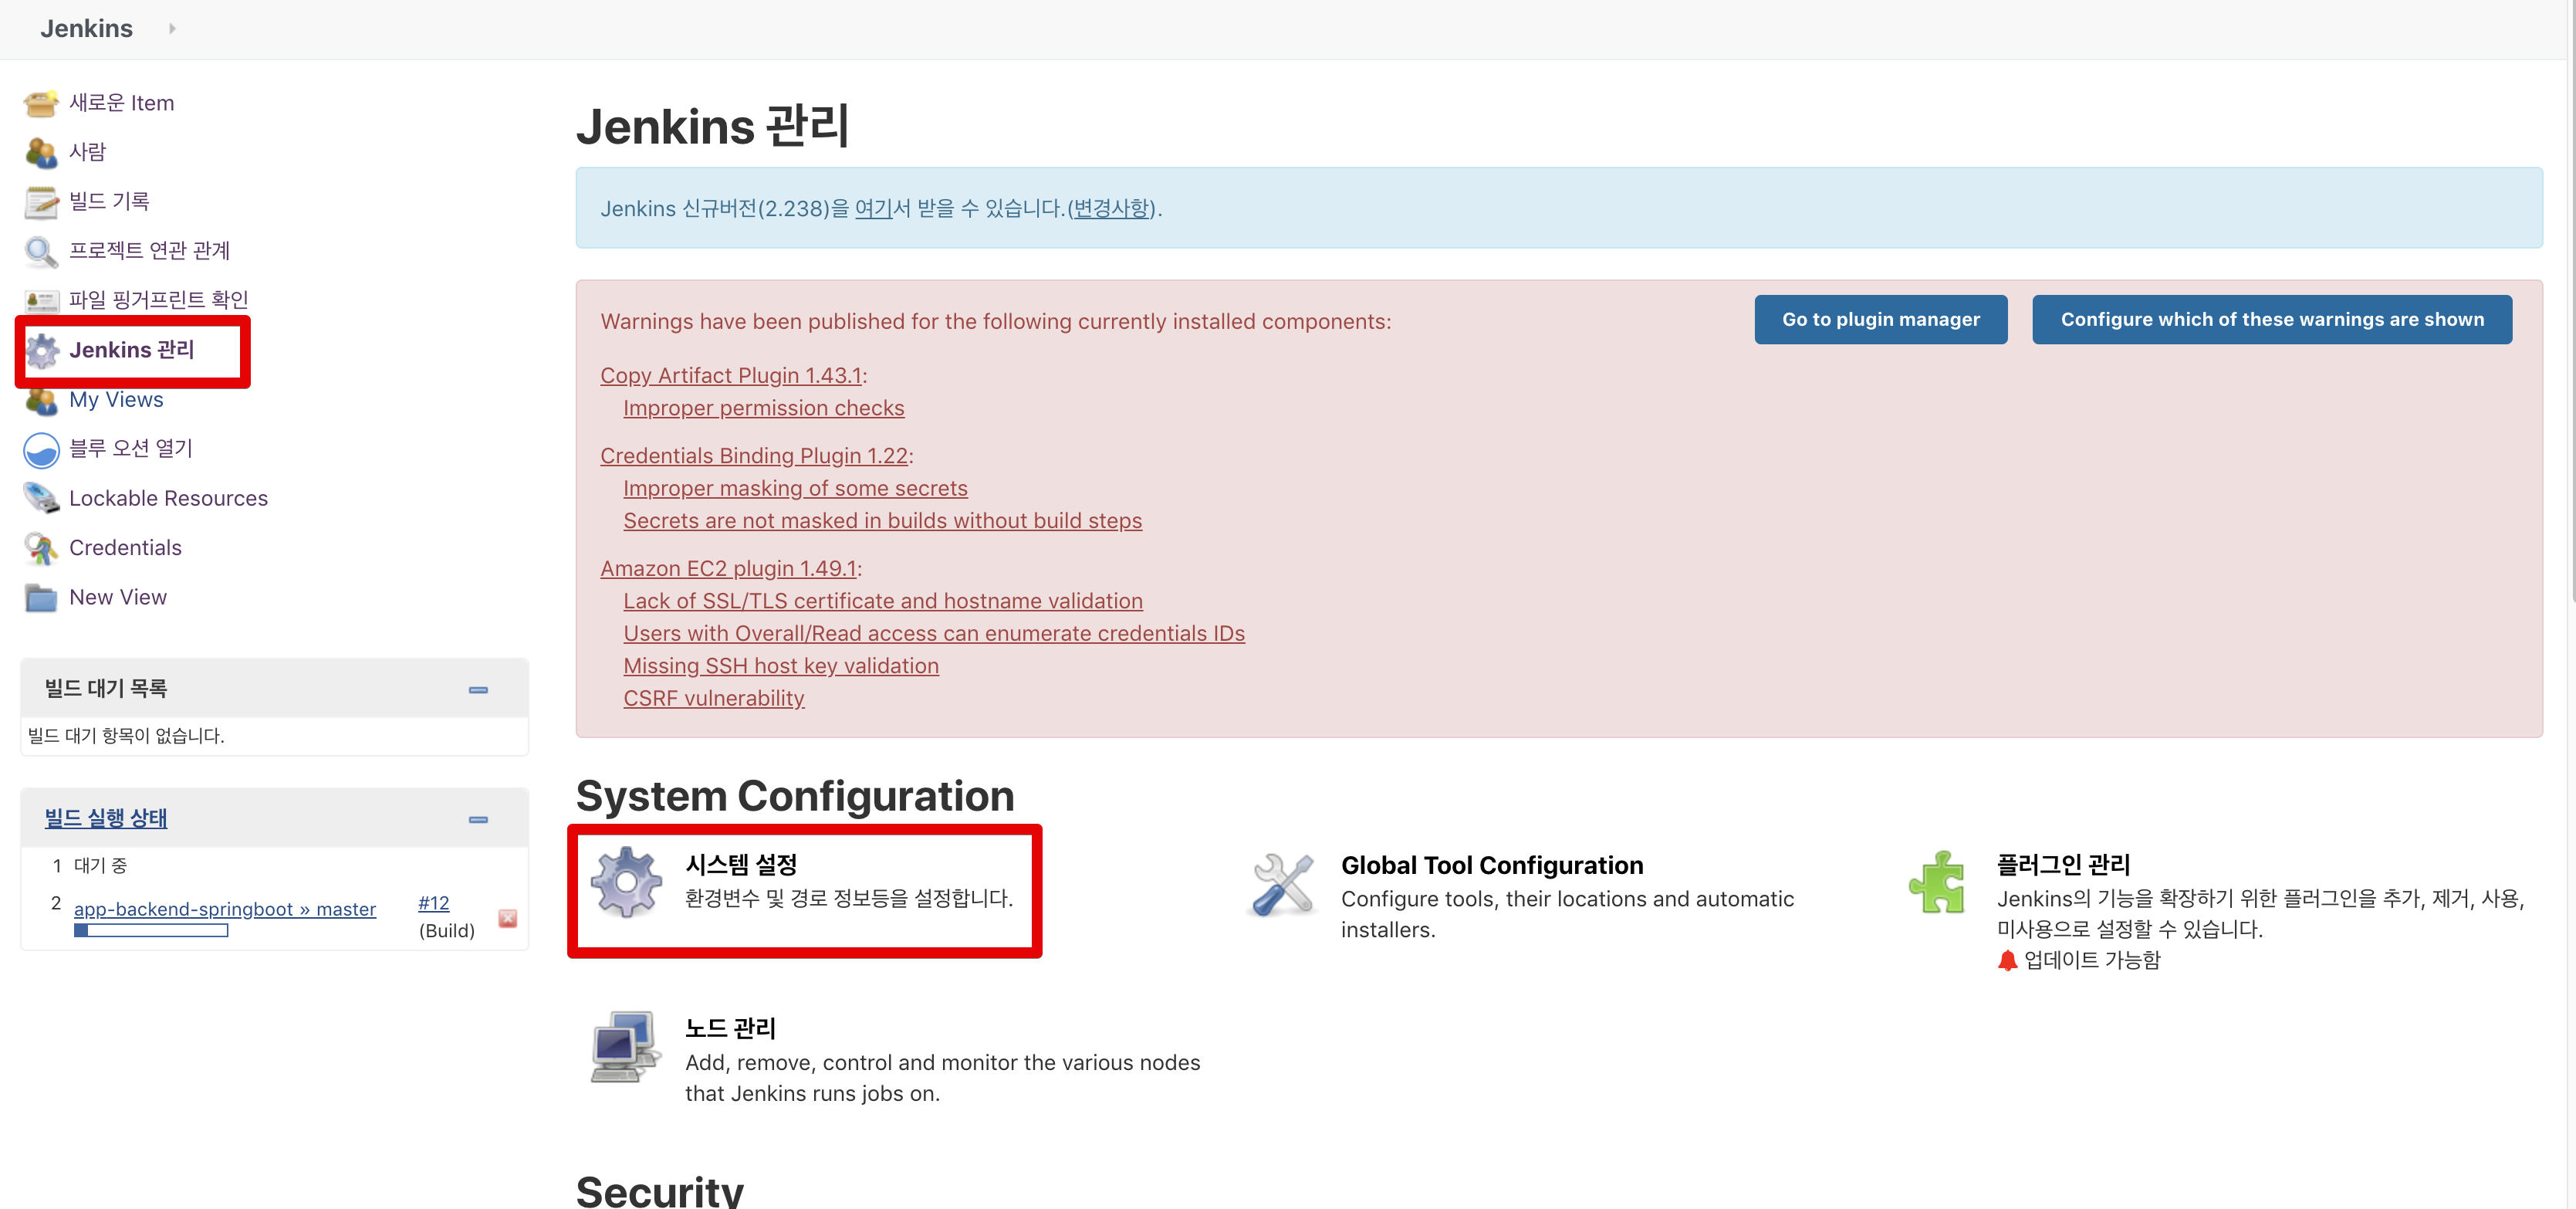 Jenkins
새로운 Item
사람
빌드 기록
프로젝트 연관 관계
파일 핑거프린트 확인
Jenkins 관리
My Views
블루 오션 열기
Lockable Resources
Credentials
New View
빌드 대기 목록
빌드 대기 항목이 없습니다.
빌드 실행 상태
1 대기 중
2 app-backend-springboot » master #12
(Build)
Jenkins 관리
Jenkins 신규버전(2.238)을 여기서 받을 수 있습니다.(변경사항).
Warnings have been published for the following currently installed components:
Go to plugin manager
Configure which of these warnings are shown
Copy Artifact Plugin 1.43.1:
Improper permission checks
Credentials Binding Plugin 1.22:
Improper masking of some secrets
Secrets are not masked in builds without build steps
Amazon EC2 plugin 1.49.1:
Lack of SSL/TLS certificate and hostname validation
Users with Overall/Read access can enumerate credentials IDs
Missing SSH host key validation
CSRF vulnerability
System Configuration
시스템 설정
환경변수 및 경로 정보등을 설정합니다.
Global Tool Configuration
Configure tools, their locations and automatic
installers.
플러그인 관리
Jenkins의 기능을 확장하기 위한 플러그인을 추가, 제거, 사용,
미사용으로 설정할 수 있습니다.
업데이트 가능함
노드 관리
Add, remove, control and monitor the various nodes
that Jenkins runs jobs on.
Security